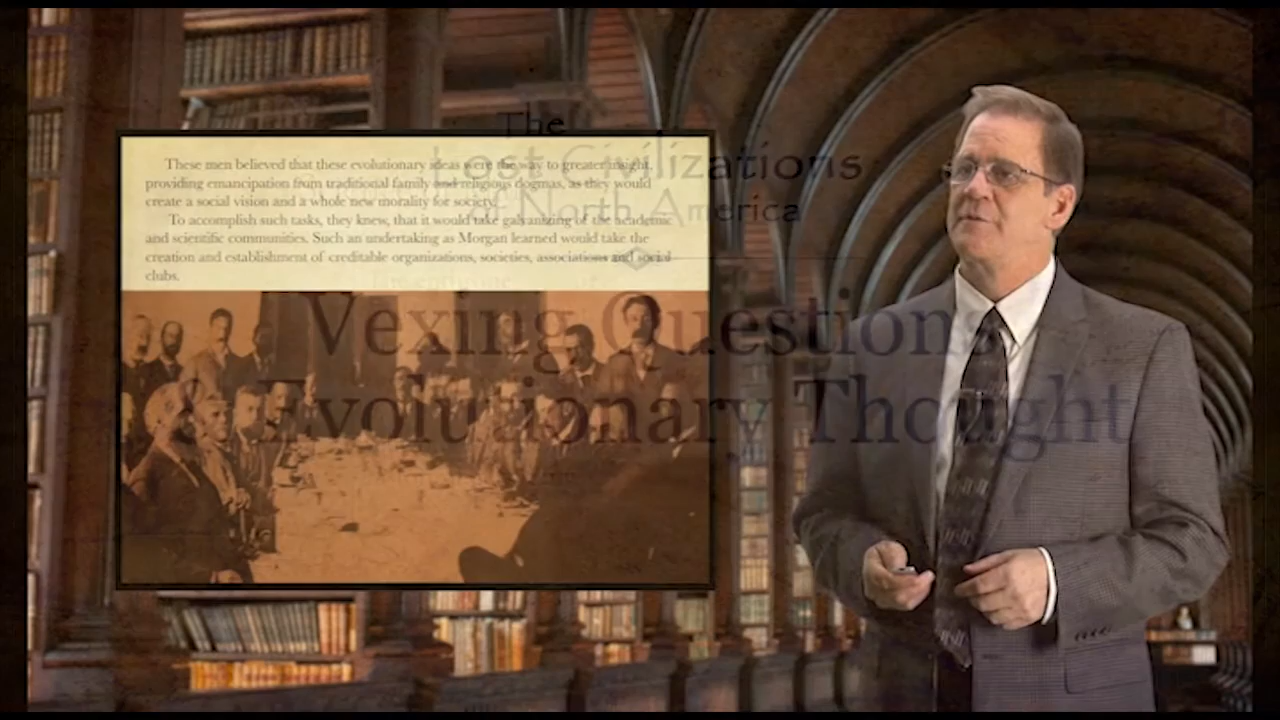 The
Lost Civilizations
of North America
These men believed that these evolutionary ideas were the way to greater insight,
providing emancipation from traditional family and religious dogmas, as they would
create a social vision and a whole new morality for society.
To accomplish such tasks, they knew, that it would take galvanizing of the academic
and scientific communities. Such an undertaking as Morgan learned would take the
creation and establishment of creditable organizations, societies, associations and social
clubs.
Vexing Questions
Evolutionary Thought